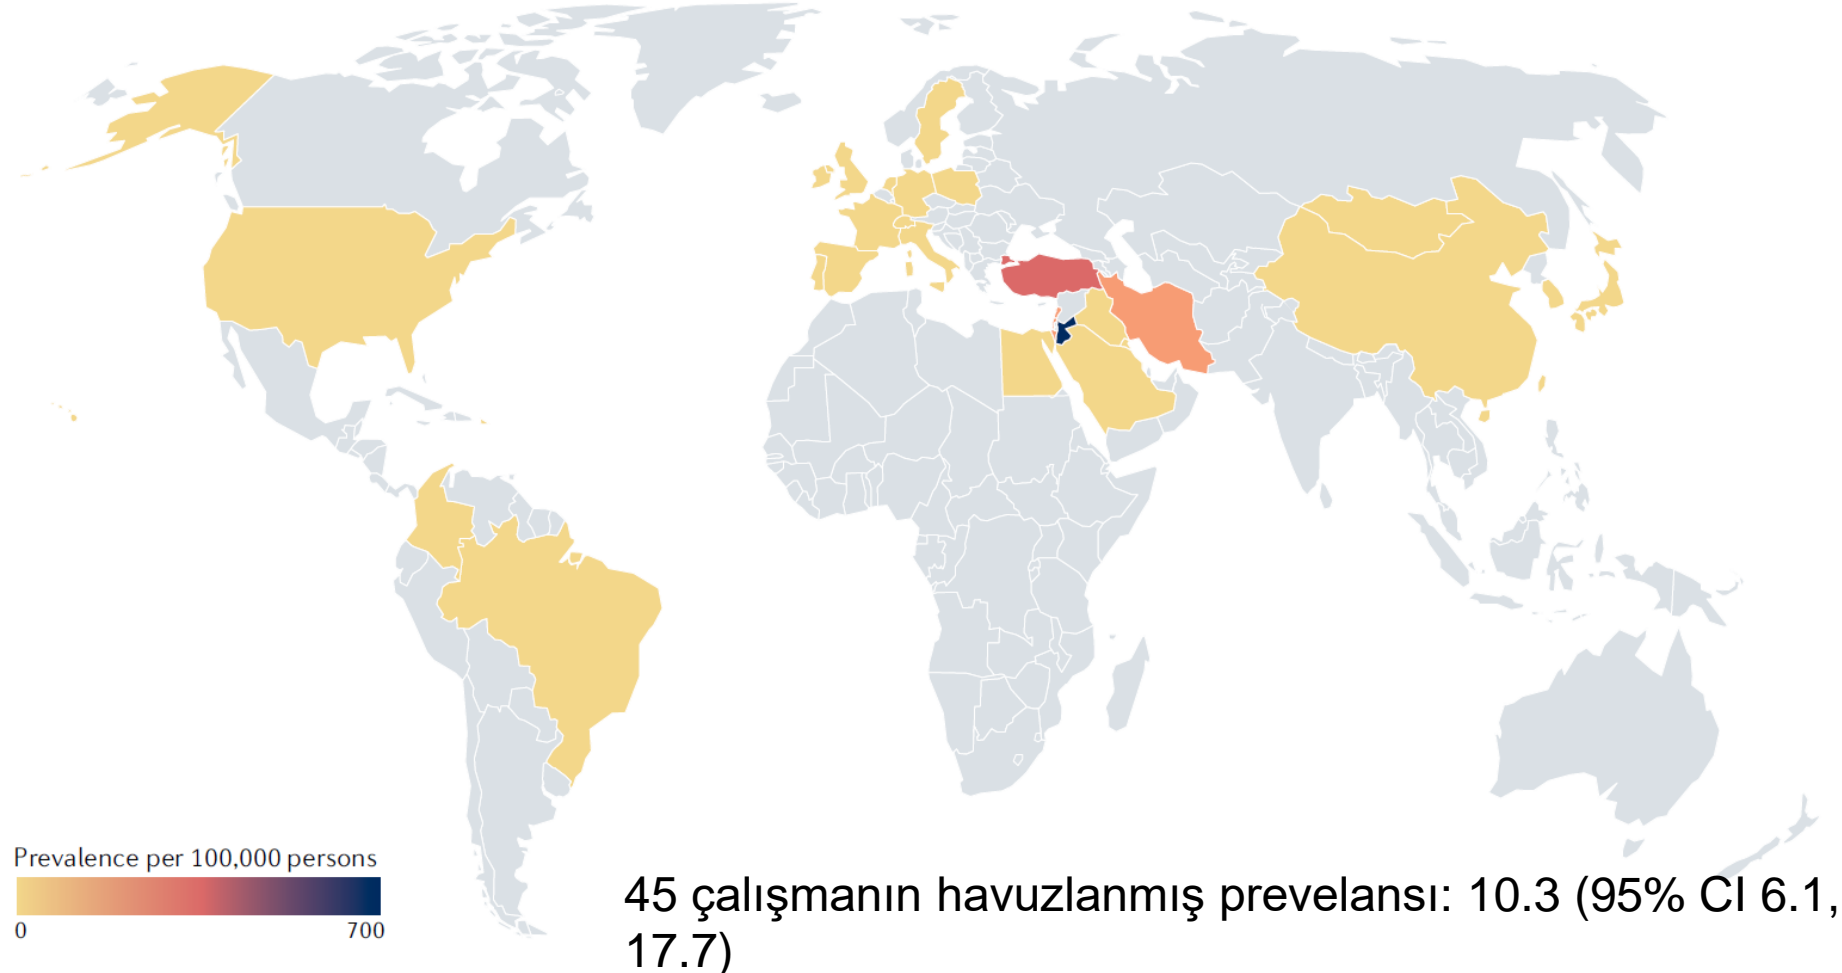 Prevalence per 100,000 persons
0 700
45 çalışmanın havuzlanmış prevelansı: 10.3 (95% CI 6.1,
17.7)